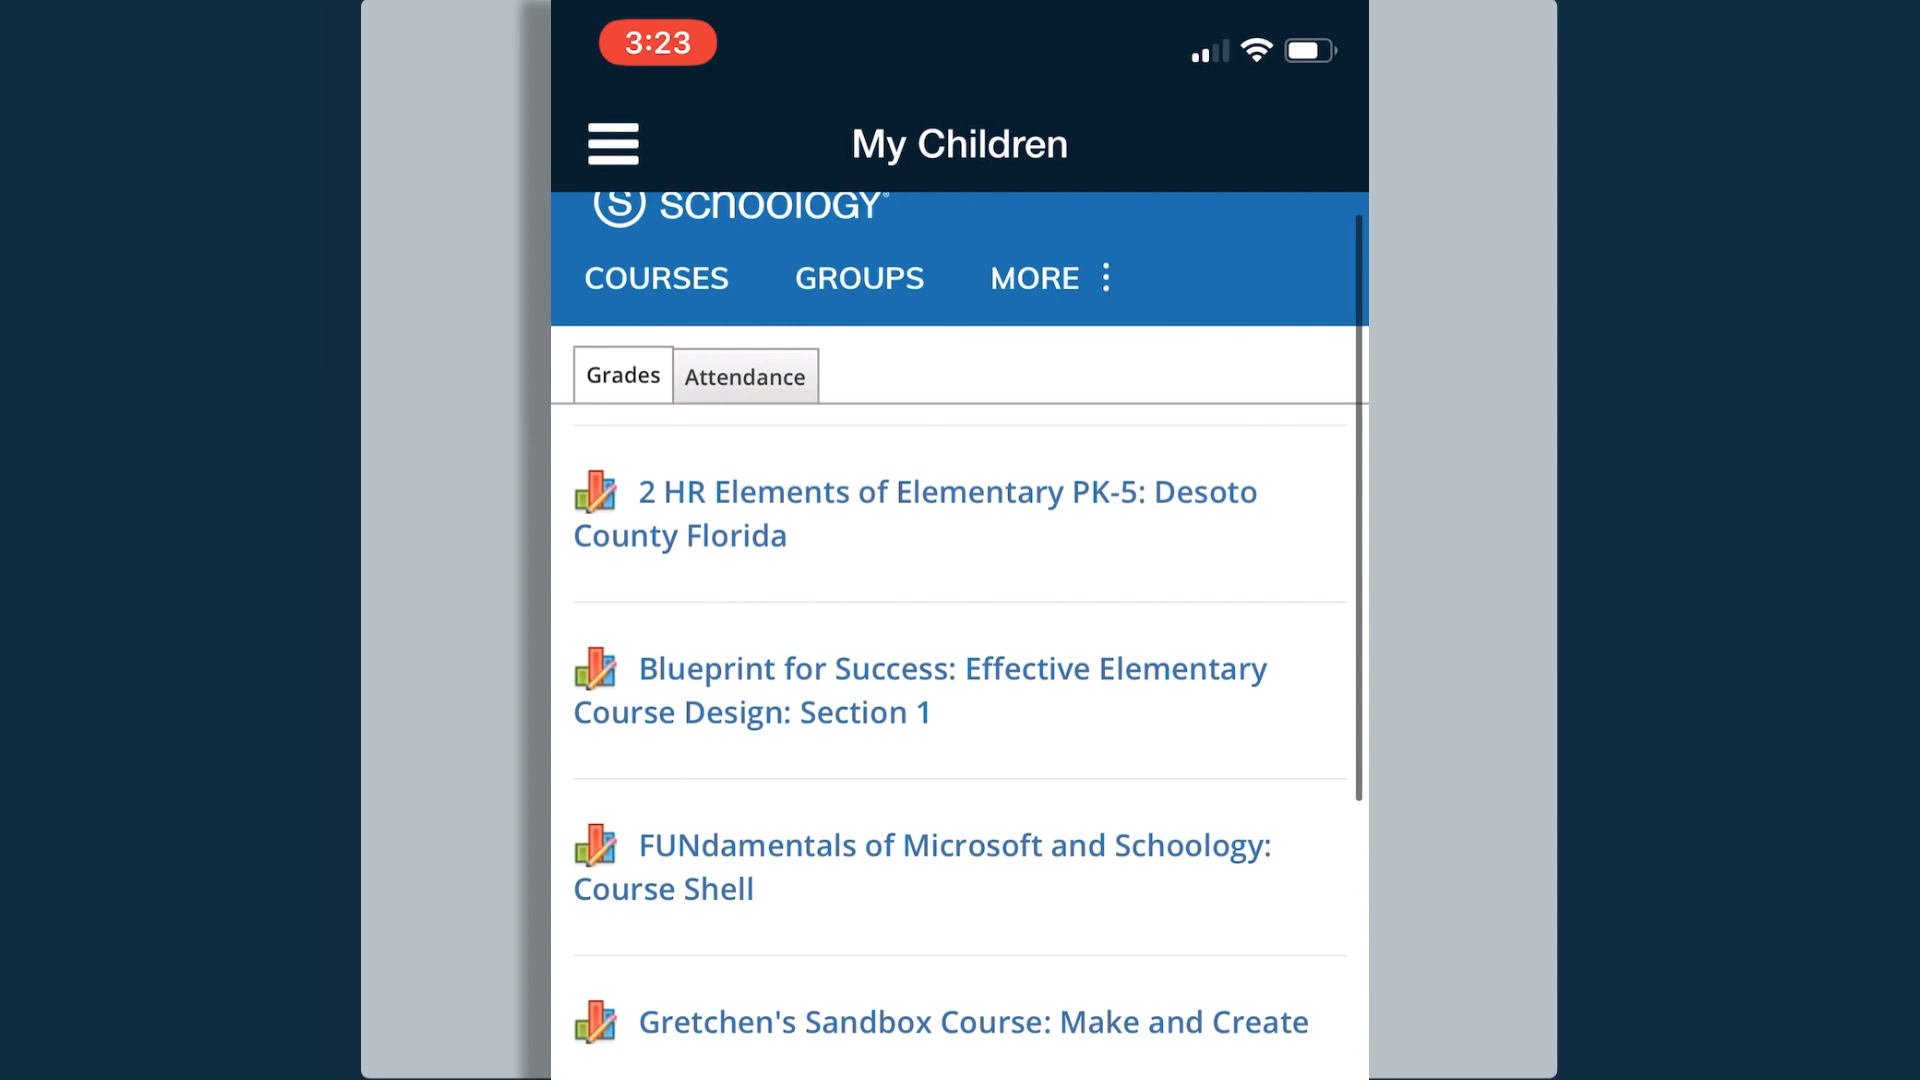 3:23
My Children
schoology®
COURSES GROUPS MORE
Grades Attendance
2 HR Elements of Elementary PK-5: Desoto
County Florida
Blueprint for Success: Effective Elementary
Course Design: Section 1
FUNdamentals of Microsoft and Schoology:
Course Shell
Gretchen's Sandbox Course: Make and Create